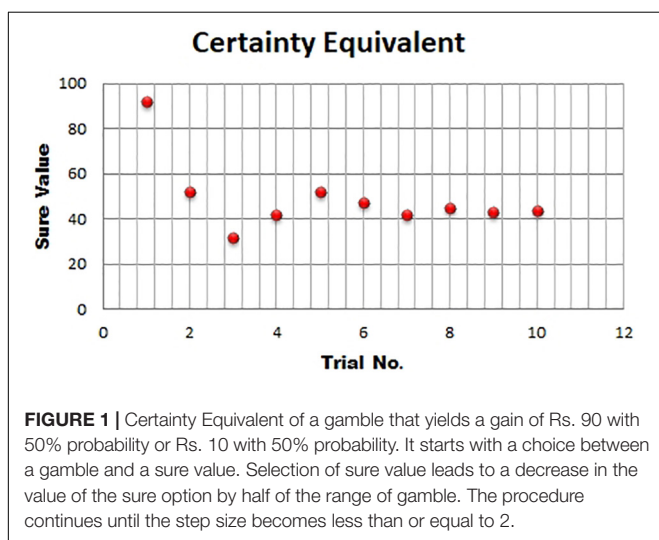 Certainty Equivalent
100
80
60
40
20
0
Sure Value
0 2 4 6 8 10 12
Trial No.
FIGURE 1 | Certainty Equivalent of a gamble that yields a gain of Rs. 90 with
50% probability or Rs. 10 with 50% probability. It starts with a choice between
a gamble and a sure value. Selection of sure value leads to a decrease in the
value of the sure option by half of the range of gamble. The procedure
continues until the step size becomes less than or equal to 2.